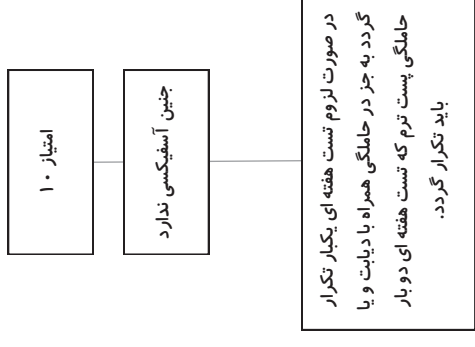 امتیاز ۱۰
جنین آسفیکسی ندارد
در صورت لزوم تست هفته ای یکبار تکرار
گردد به جز در حاملگی همراه با دیابت و یا
حاملگی پست ترم که تست هفته ای دو بار
باید تکرار گردد.